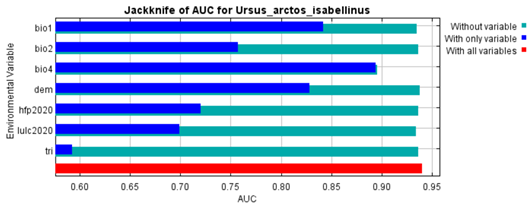 Jackknife of AUC for Ursus_arctos_isabellinus
Without variable
With only variable
With all variables
Environmental Variable
bio1
bio2
bio4
dem
hfp2020
lulc2020
tri
0.60 0.65 0.70 0.75 0.80 0.85 0.90 0.95
AUC